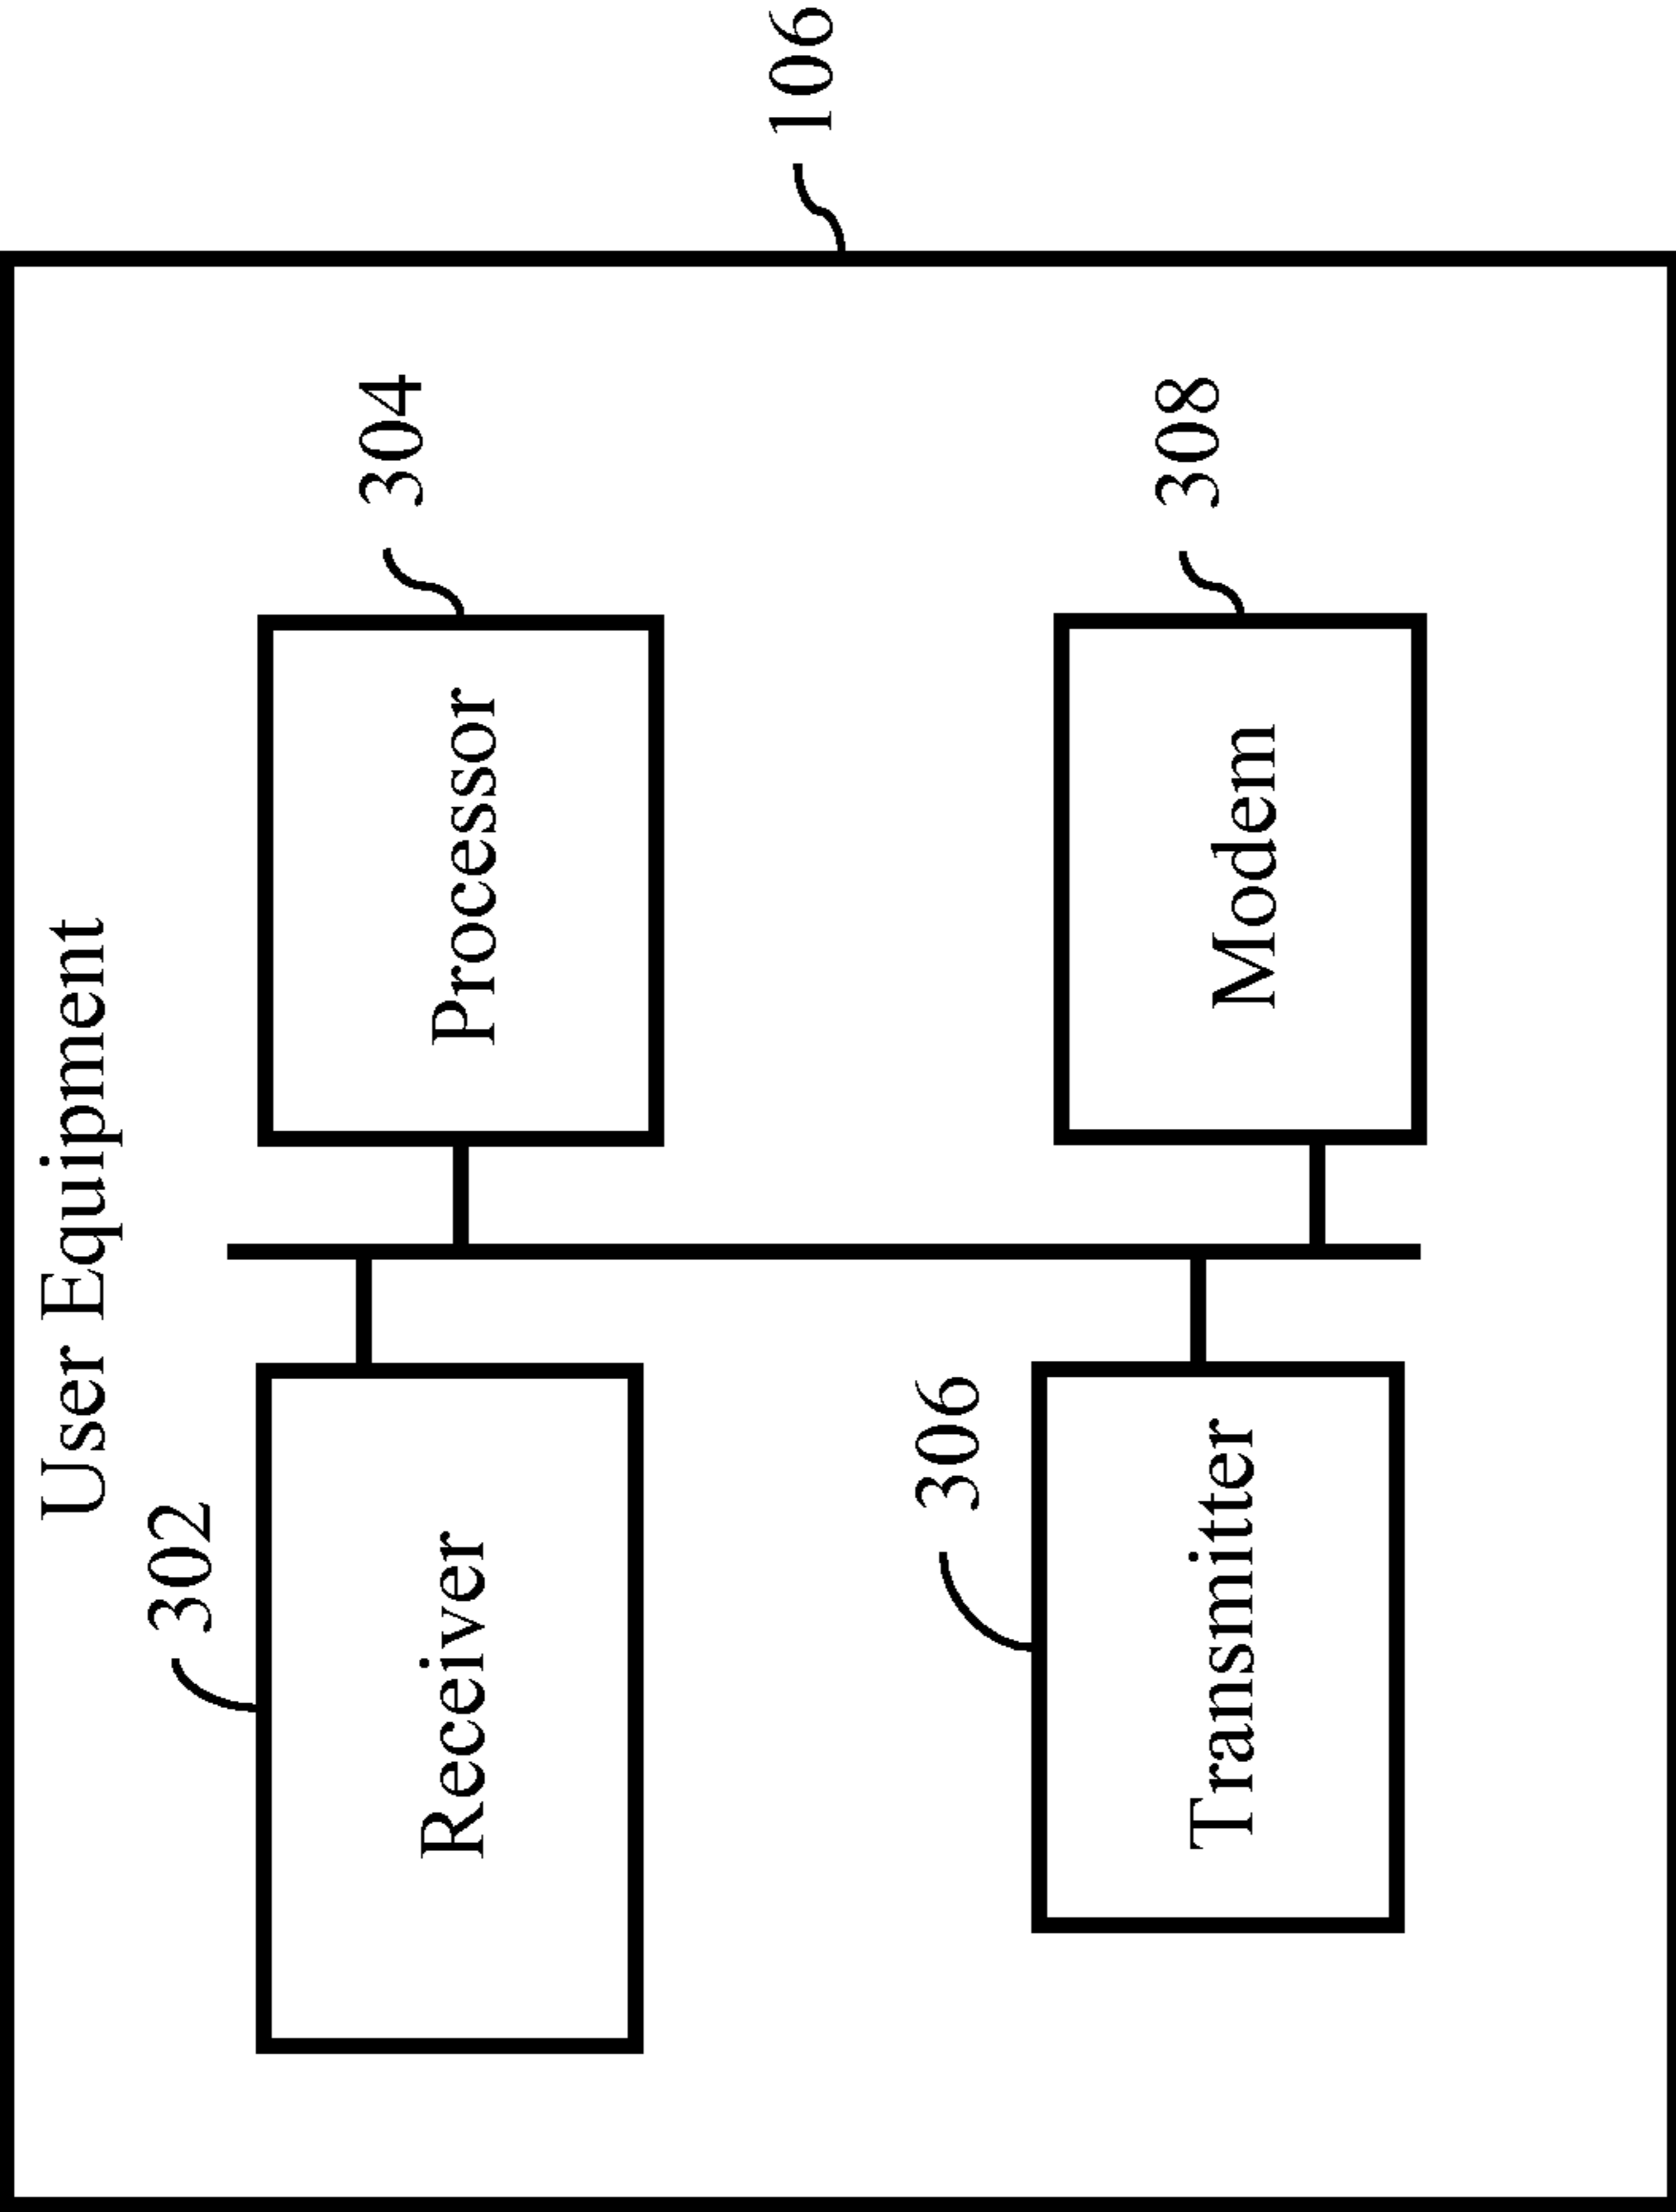 User Equipment
302
Receiver
Processor
304
106
306
Transmitter
Modem
308